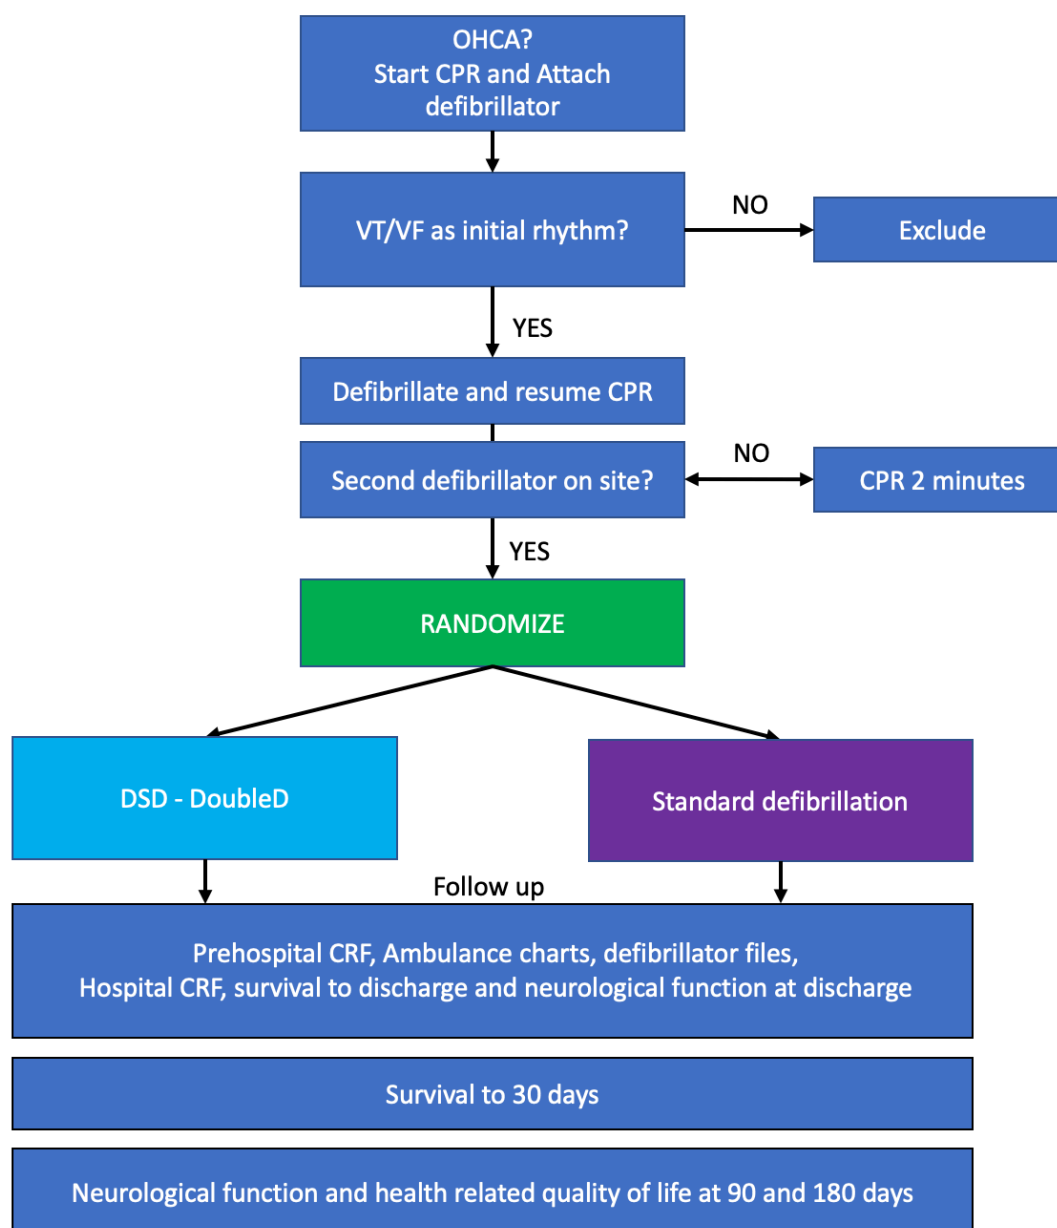 OHCA?
Start CPR and Attach
defibrillator
VT/VF as initial rhythm?
NO
Exclude
YES
Defibrillate and resume CPR
Second defibrillator on site?
NO
CPR 2 minutes
YES
RANDOMIZE
DSD - DoubleD
Standard defibrillation
Follow up
Prehospital CRF, Ambulance charts, defibrillator files,
Hospital CRF, survival to discharge and neurological function at discharge
Survival to 30 days
Neurological function and health related quality of life at 90 and 180 days